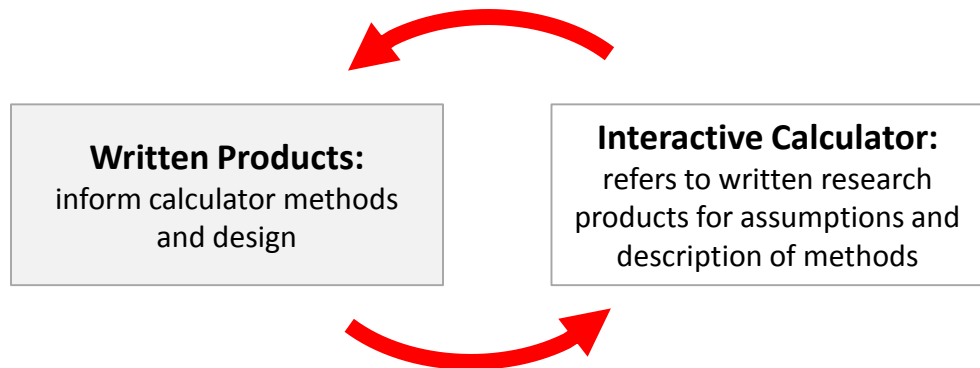 Written Products:
inform calculator methods
and design
Interactive Calculator:
refers to written research
products for assumptions and
description of methods